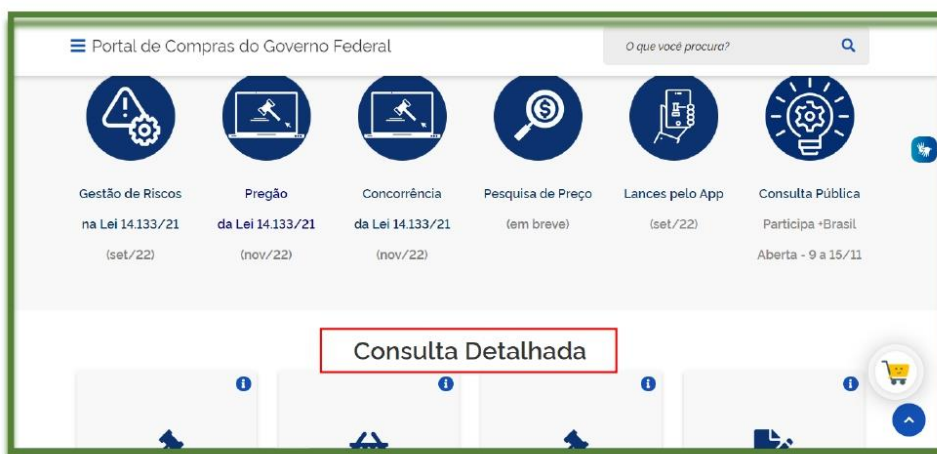 Portal de Compras do Governo Federal
O que você procura?
Gestão de Riscos
na Lei 14.133/21
(set/22)
Pregão
da Lei 14.133/21
(nov/22)
Concorrência
da Lei 14.133/21
(nov/22)
Pesquisa de Preço
(em breve)
Lances pelo App
(set/22)
Consulta Pública
Participa +Brasil
Aberta - 9 a 15/11
Consulta Detalhada